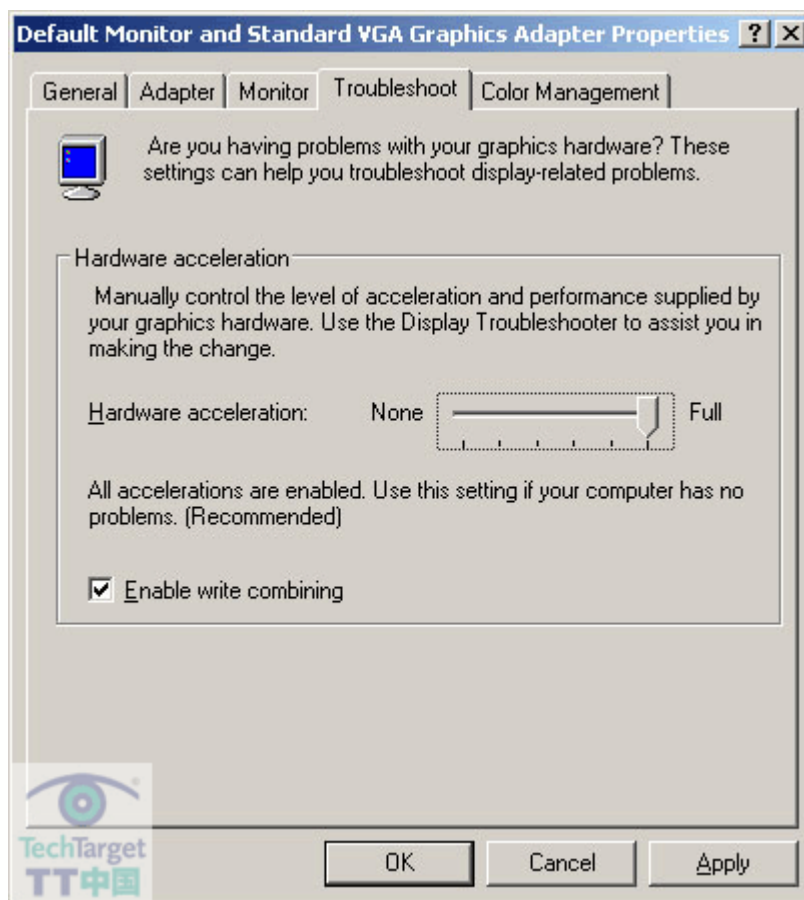 Default Monitor and Standard VGA Graphics Adapter Properties
General Adapter Monitor Troubleshoot Color Management
Are you having problems with your graphics hardware? These
settings can help you troubleshoot display-related problems.
Hardware acceleration
Manually control the level of acceleration and performance supplied by
your graphics hardware. Use the Display Troubleshooter to assist you in
making the change.
Hardware acceleration: None Full
All accelerations are enabled. Use this setting if your computer has no
problems. (Recommended)
Enable write combining
TechTarget
TT中国
OK Cancel Apply